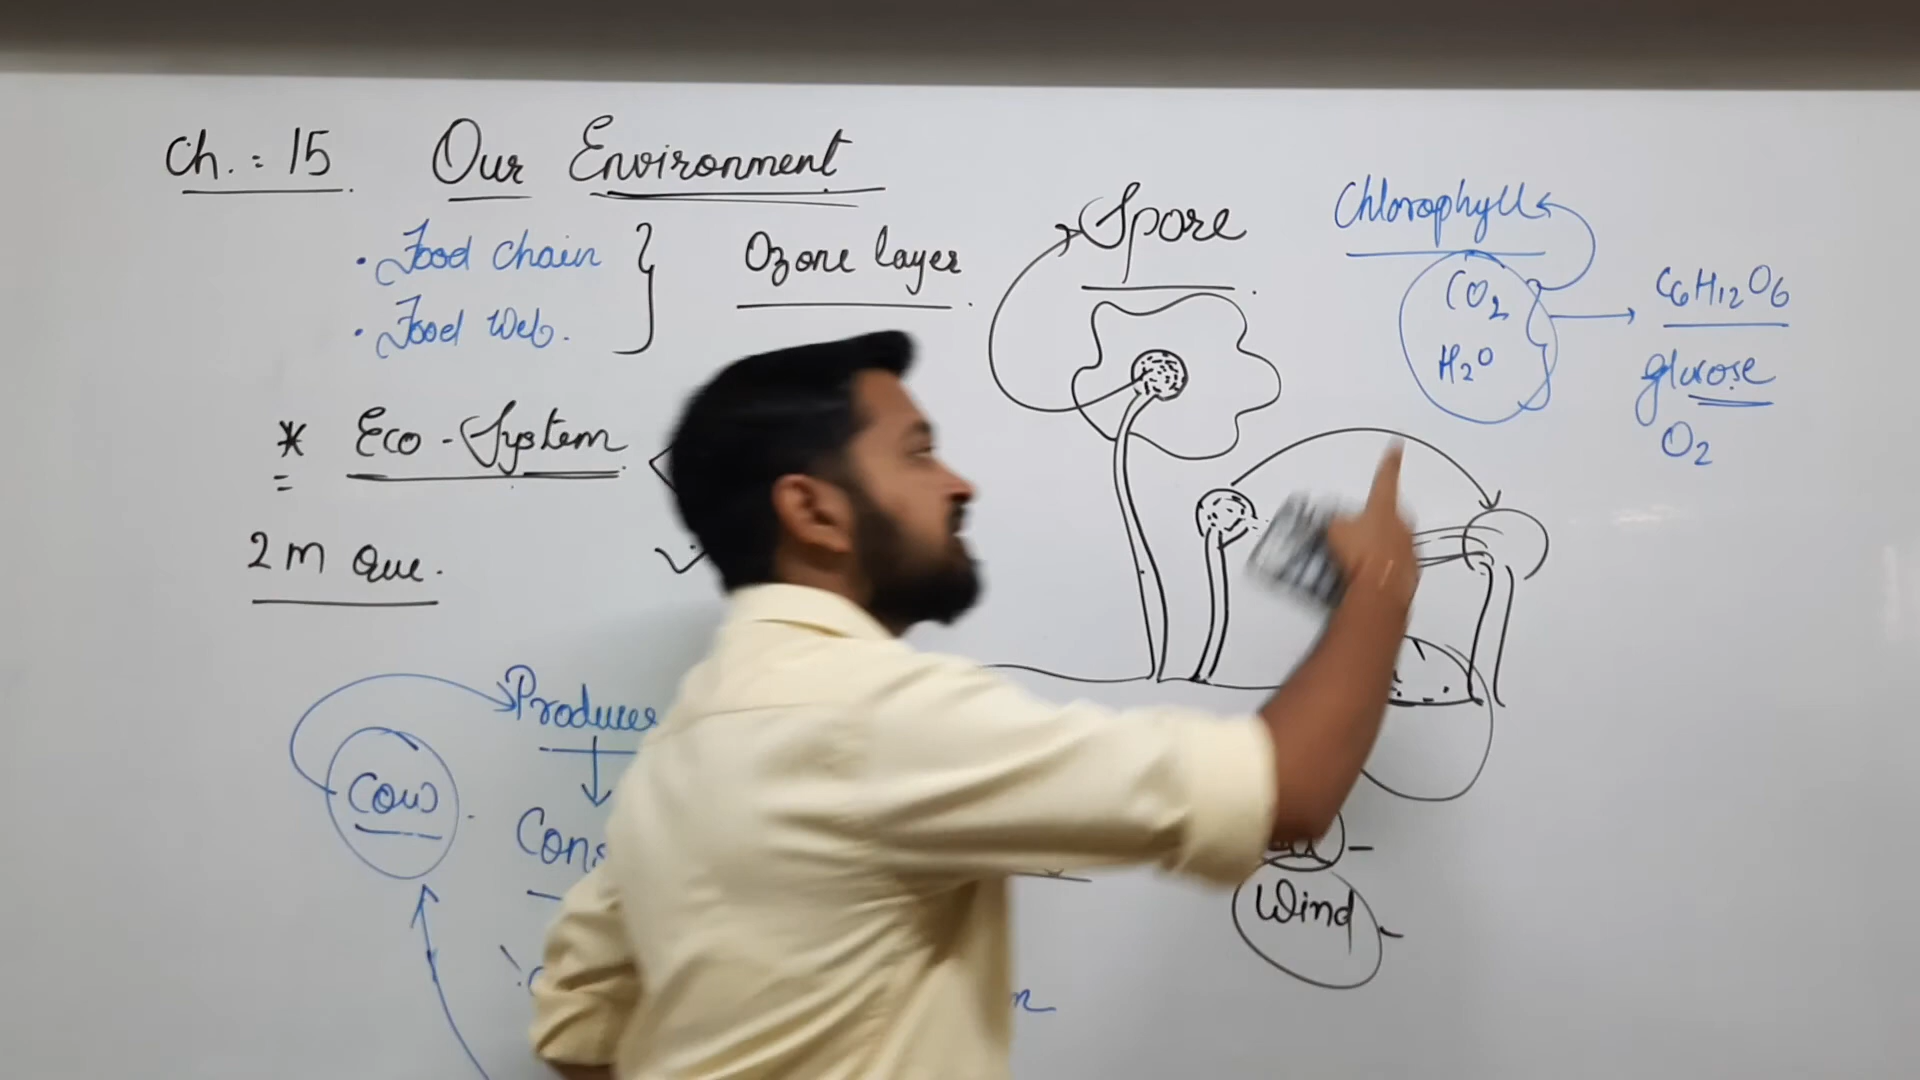 Ch. : 15 Our Environment
• Food chain
• Food Web.
Ozone layer
* Eco-System
2 m Que.
Producer
Cow
Spore
Chlorophyll
CO2
H2O
C6H12O6
glucose
O2
Wind